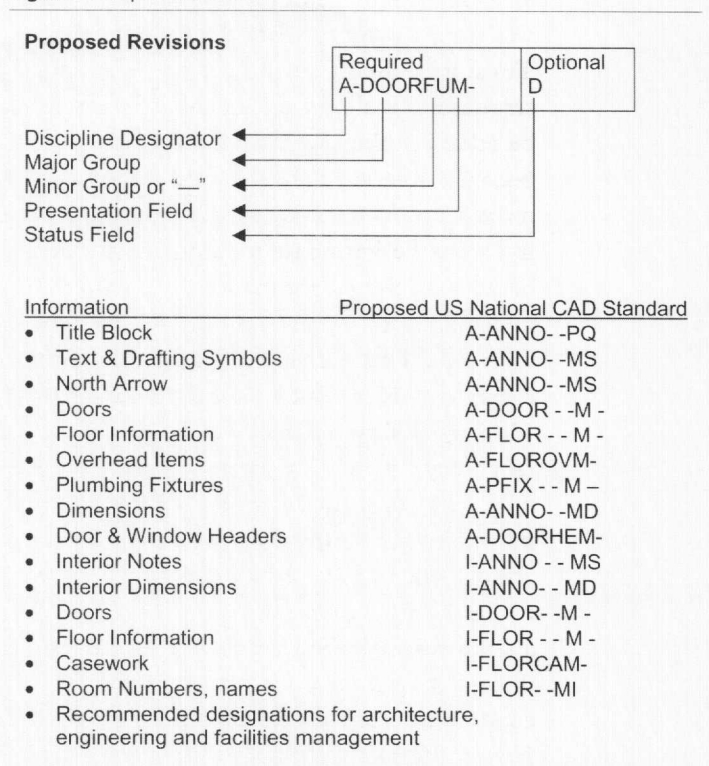 Proposed Revisions
Required Optional
A-DOORFUM- D
Discipline Designator
Major Group
Minor Group or “—”
Presentation Field
Status Field
Information Proposed US National CAD Standard
• Title Block A-ANNO- -PQ
• Text & Drafting Symbols A-ANNO- -MS
• North Arrow A-ANNO- -MS
• Doors A-DOOR - -M -
• Floor Information A-FLOR - - M -
• Overhead Items A-FLOROVM-
• Plumbing Fixtures A-PFIX - - M –
• Dimensions A-ANNO- -MD
• Door & Window Headers A-DOORHEM-
• Interior Notes I-ANNO - - MS
• Interior Dimensions I-ANNO- - MD
• Doors I-DOOR- -M -
• Floor Information I-FLOR - - M -
• Casework I-FLORCAM-
• Room Numbers, names I-FLOR- -MI
• Recommended designations for architecture,
engineering and facilities management